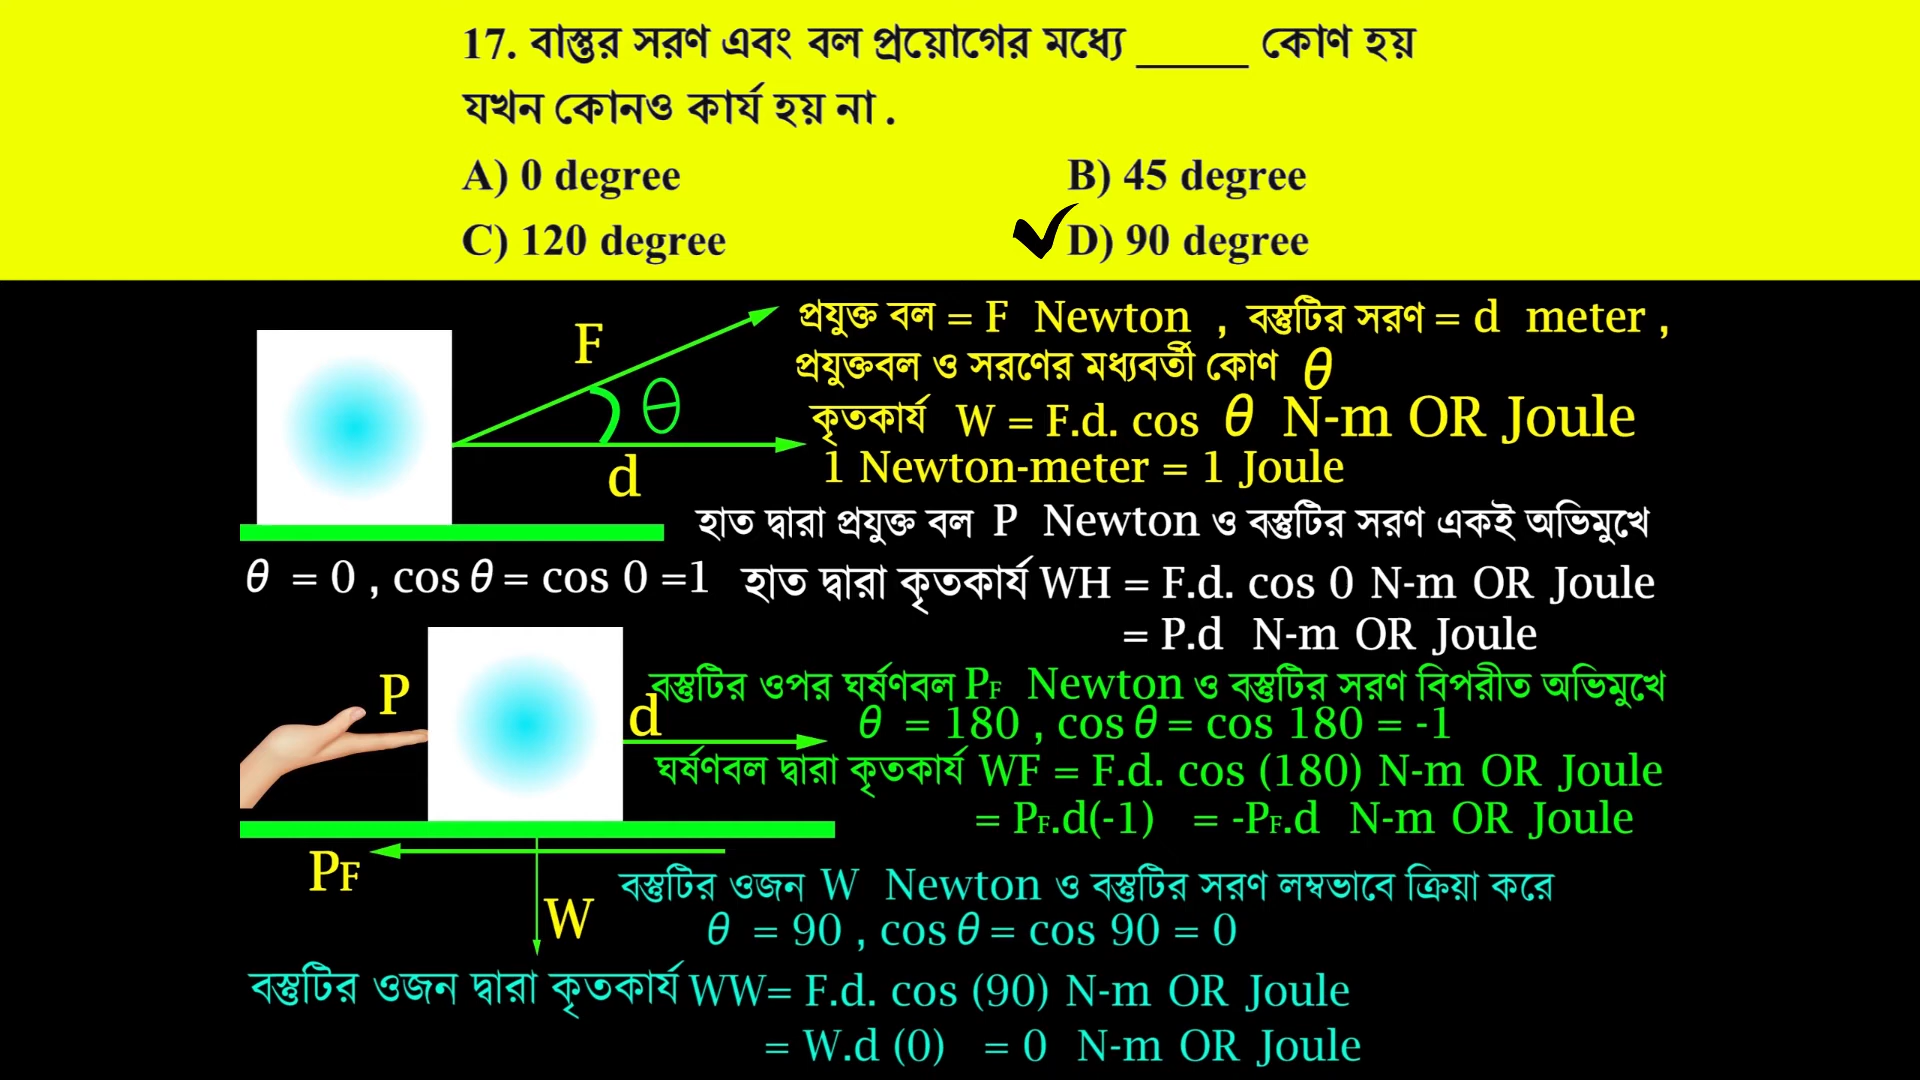 17. বাস্তুর সরণ এবং বল প্রয়োগের মধ্যে _____ কোণ হয়
যখন কোনও কার্য হয় না .
A) 0 degree B) 45 degree
C) 120 degree D) 90 degree
F
θ
d
প্রযুক্ত বল = F Newton , বস্তুটির সরণ = d meter ,
প্রযুক্তবল ও সরণের মধ্যবর্তী কোণ θ
কৃতকার্য W = F.d. cos θ N-m OR Joule
1 Newton-meter = 1 Joule
হাত দ্বারা প্রযুক্ত বল P Newton ও বস্তুটির সরণ একই অভিমুখে
θ = 0 , cos θ = cos 0 =1 হাত দ্বারা কৃতকার্য WH = F.d. cos 0 N-m OR Joule
= P.d N-m OR Joule
P
d
বস্তুটির ওপর ঘর্ষণবল PF Newton ও বস্তুটির সরণ বিপরীত অভিমুখে
θ = 180 , cos θ = cos 180 = -1
ঘর্ষণবল দ্বারা কৃতকার্য WF = F.d. cos (180) N-m OR Joule
= PF.d(-1) = -PF.d N-m OR Joule
PF
W
বস্তুটির ওজন W Newton ও বস্তুটির সরণ লম্বভাবে ক্রিয়া করে
θ = 90 , cos θ = cos 90 = 0
বস্তুটির ওজন দ্বারা কৃতকার্য WW= F.d. cos (90) N-m OR Joule
= W.d (0) = 0 N-m OR Joule